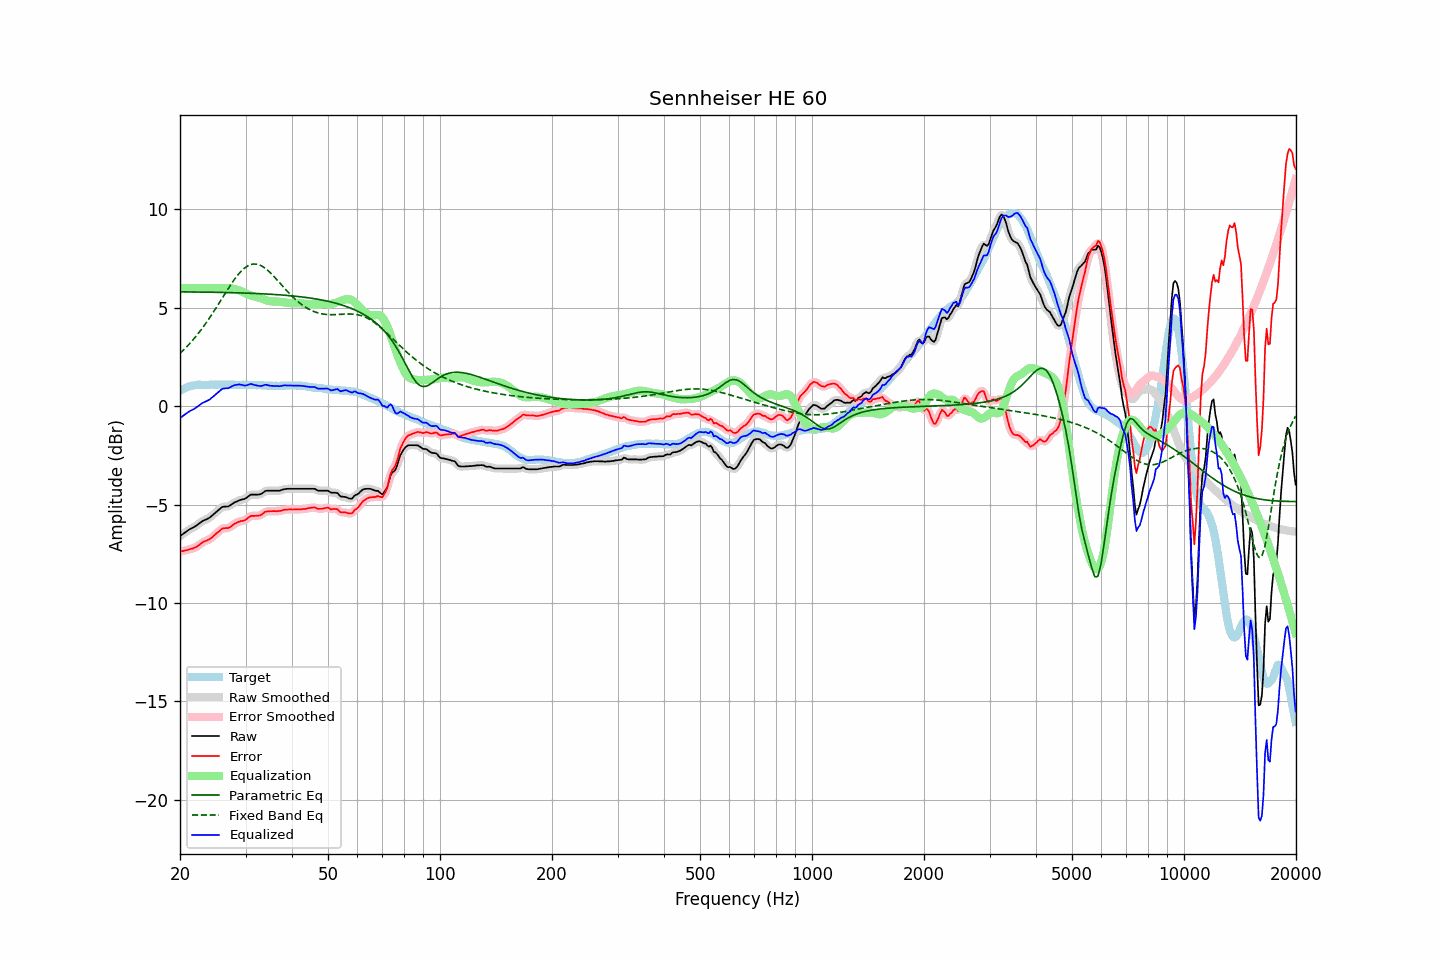 Sennheiser HE 60
Amplitude (dBr)
10
5
0
−5
−10
−15
−20
Target
Raw Smoothed
Error Smoothed
Raw
Error
Equalization
Parametric Eq
Fixed Band Eq
Equalized
20 50 100 200 500 1000 2000 5000 10000 20000
Frequency (Hz)